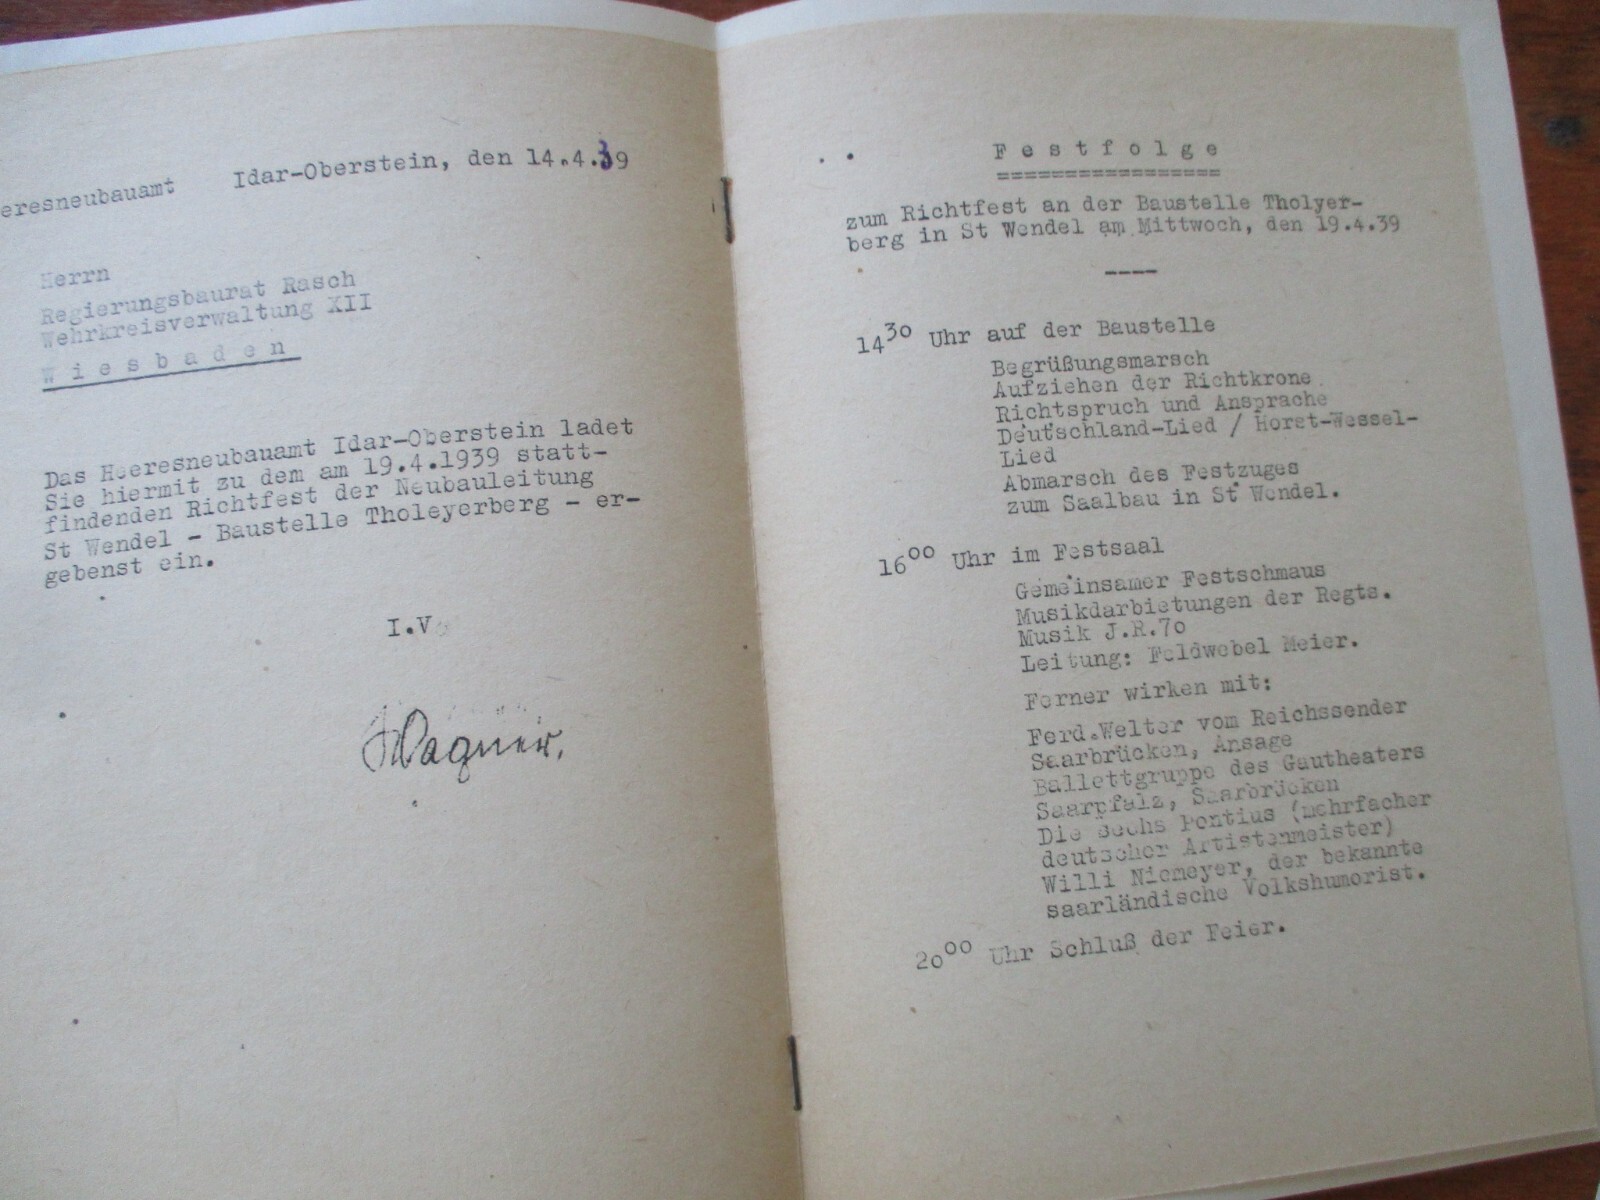 eeresneubauamt Idar-Oberstein, den 14.4.39
Herrn
Regierungsbaurat Rasch
Wehrkreisverwaltung XII
W i e s b a d e n
Das Heeresneubauamt Idar-Oberstein ladet
Sie hiermit zu dem am 19.4.1939 statt-
findenden Richtfest der Neubauleitung
St Wendel - Baustelle Tholeyerberg - er-
gebenst ein.
I.V.
Wagner.
F e s t f o l g e
=================
zum Richtfest an der Baustelle Tholyer-
berg in St Wendel am Mittwoch, den 19.4.39
----
14³⁰ Uhr auf der Baustelle
Begrüßungsmarsch
Aufziehen der Richtkrone
Richtspruch und Ansprache
Deutschland-Lied / Horst-Wessel-
Lied
Abmarsch des Festzuges
zum Saalbau in St Wendel.
16⁰⁰ Uhr im Festsaal
Gemeinsamer Festschmaus
Musikdarbietungen der Regts.
Musik J.R.7o
Leitung: Feldwebel Meier.
Ferner wirken mit:
Ferd.Welter vom Reichssender
Saarbrücken, Ansage
Ballettgruppe des Gautheaters
Saarpfalz, Saarbrücken
Die sechs Pontius (mehrfacher
deutscher Artistenmeister)
Willi Niemeyer, der bekannte
saarländische Volkshumorist.
20⁰⁰ Uhr Schluß der Feier.